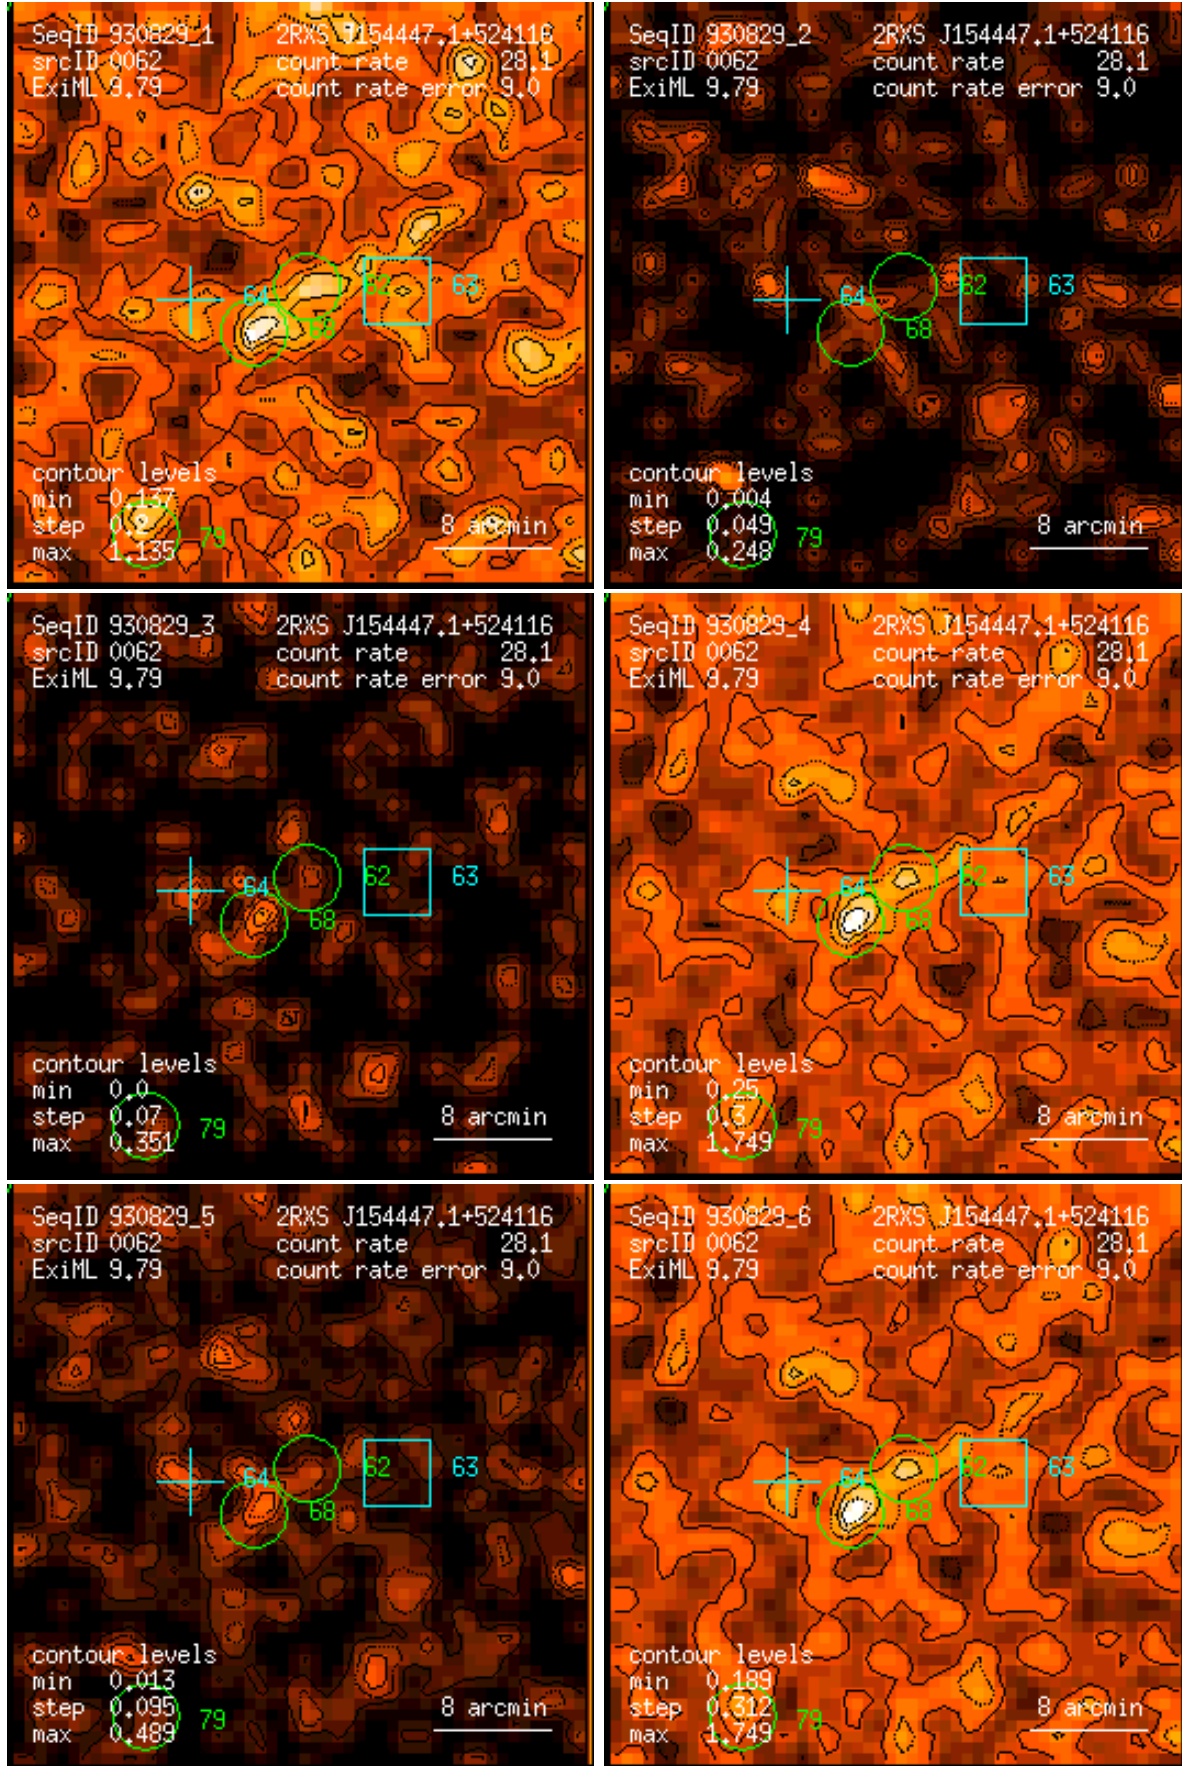 SeqID 930829_1 2RXS J154447.1+524116
srcID 0062 count rate 28.1
ExiML 9.79 count rate error 9.0
64 62 63
68
contour levels
min 0.137
step 0.2
max 1.135
79
8 arcmin
SeqID 930829_2 2RXS J154447.1+524116
srcID 0062 count rate 28.1
ExiML 9.79 count rate error 9.0
64 62 63
68
contour levels
min 0.004
step 0.049
max 0.248
79
8 arcmin
SeqID 930829_3 2RXS J154447.1+524116
srcID 0062 count rate 28.1
ExiML 9.79 count rate error 9.0
64 62 63
68
contour levels
min 0.0
step 0.07
max 0.351
79
8 arcmin
SeqID 930829_4 2RXS J154447.1+524116
srcID 0062 count rate 28.1
ExiML 9.79 count rate error 9.0
64 62 63
68
contour levels
min 0.25
step 0.3
max 1.749
79
8 arcmin
SeqID 930829_5 2RXS J154447.1+524116
srcID 0062 count rate 28.1
ExiML 9.79 count rate error 9.0
64 62 63
68
contour levels
min 0.013
step 0.095
max 0.489
79
8 arcmin
SeqID 930829_6 2RXS J154447.1+524116
srcID 0062 count rate 28.1
ExiML 9.79 count rate error 9.0
64 62 63
68
contour levels
min 0.189
step 0.312
max 1.749
79
8 arcmin